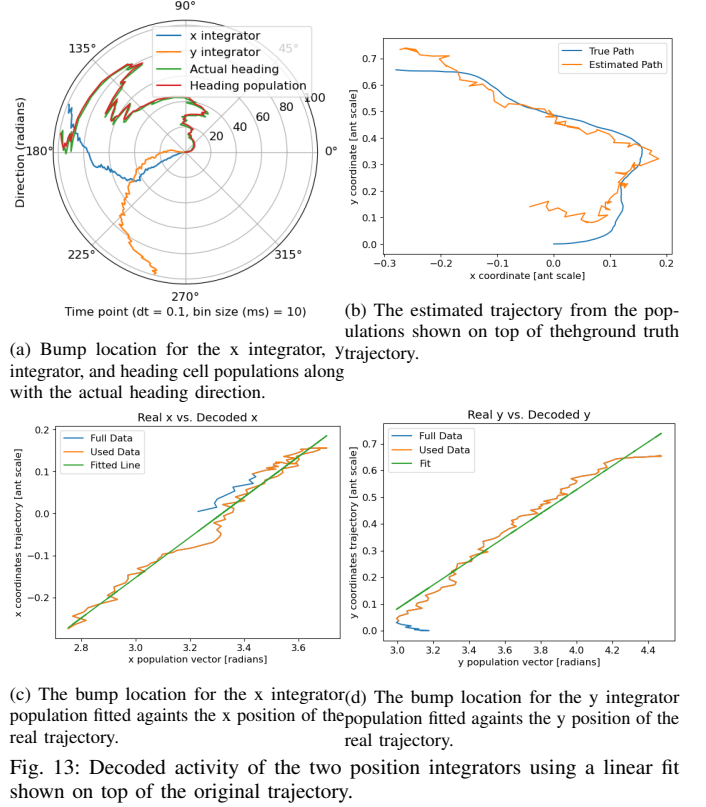 90°
135°
45°
x integrator
y integrator
Actual heading
Heading population
100
80
60
40
20
180°
0°
Direction (radians)
225°
315°
270°
Time point (dt = 0.1, bin size (ms) = 10)
(a) Bump location for the x integrator, y
integrator, and heading cell populations along
with the actual heading direction.
True Path
Estimated Path
0.7
0.6
0.5
0.4
0.3
0.2
0.1
0.0
y coordinate [ant scale]
−0.3
−0.2
−0.1
0.0
0.1
0.2
x coordinate [ant scale]
(b) The estimated trajectory from the pop-
ulations shown on top of thehground truth
trajectory.
Real x vs. Decoded x
Full Data
Used Data
Fitted Line
0.2
0.1
0.0
−0.1
−0.2
x coordinates trajectory [ant scale]
2.8
3.0
3.2
3.4
3.6
x population vector [radians]
(c) The bump location for the x integrator
population fitted againts the x position of the
real trajectory.
Real y vs. Decoded y
Full Data
Used Data
Fit
0.7
0.6
0.5
0.4
0.3
0.2
0.1
0.0
y coordinates trajectory [ant scale]
3.0
3.2
3.4
3.6
3.8
4.0
4.2
4.4
y population vector [radians]
(d) The bump location for the y integrator
population fitted againts the y position of the
real trajectory.
Fig. 13: Decoded activity of the two position integrators using a linear fit
shown on top of the original trajectory.